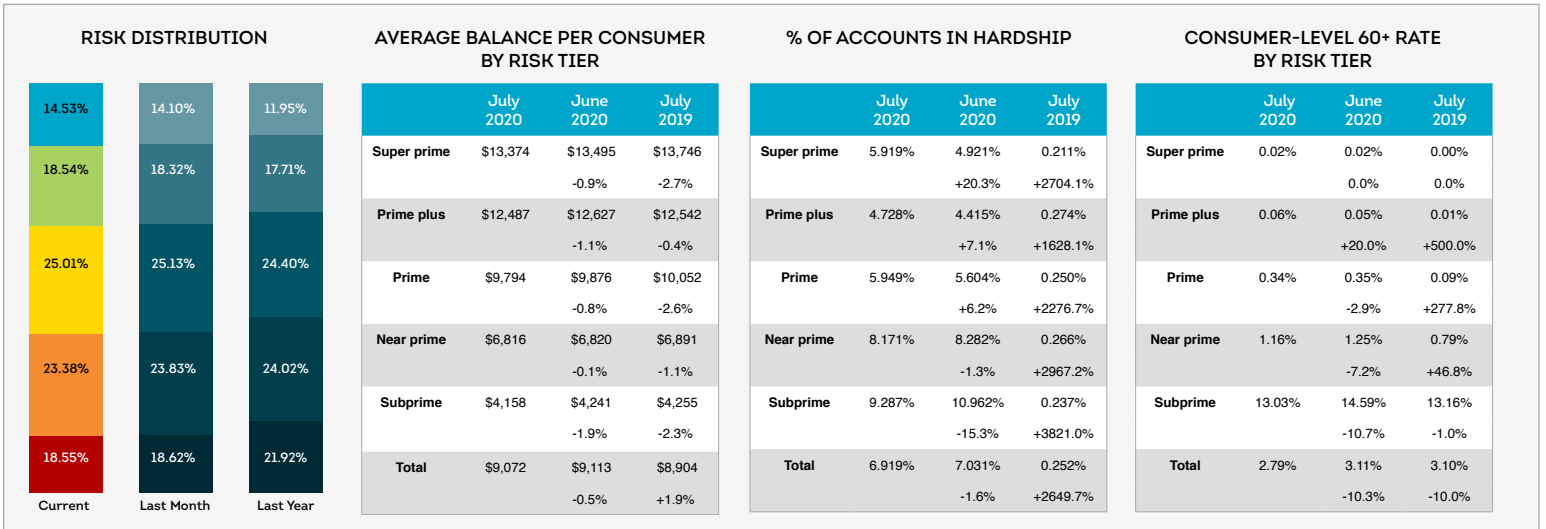 RISK DISTRIBUTION
14.53% 14.10% 11.95%
18.54% 18.32% 17.71%
25.01% 25.13% 24.40%
23.38% 23.83% 24.02%
18.55% 18.62% 21.92%
Current Last Month Last Year
AVERAGE BALANCE PER CONSUMER
BY RISK TIER
July June July
2020 2020 2019
Super prime $13,374 $13,495 $13,746
-0.9% -2.7%
Prime plus $12,487 $12,627 $12,542
-1.1% -0.4%
Prime $9,794 $9,876 $10,052
-0.8% -2.6%
Near prime $6,816 $6,820 $6,891
-0.1% -1.1%
Subprime $4,158 $4,241 $4,255
-1.9% -2.3%
Total $9,072 $9,113 $8,904
-0.5% +1.9%
% OF ACCOUNTS IN HARDSHIP
July June July
2020 2020 2019
Super prime 5.919% 4.921% 0.211%
+20.3% +2704.1%
Prime plus 4.728% 4.415% 0.274%
+7.1% +1628.1%
Prime 5.949% 5.604% 0.250%
+6.2% +2276.7%
Near prime 8.171% 8.282% 0.266%
-1.3% +2967.2%
Subprime 9.287% 10.962% 0.237%
-15.3% +3821.0%
Total 6.919% 7.031% 0.252%
-1.6% +2649.7%
CONSUMER-LEVEL 60+ RATE
BY RISK TIER
July June July
2020 2020 2019
Super prime 0.02% 0.02% 0.00%
0.0% 0.0%
Prime plus 0.06% 0.05% 0.01%
+20.0% +500.0%
Prime 0.34% 0.35% 0.09%
-2.9% +277.8%
Near prime 1.16% 1.25% 0.79%
-7.2% +46.8%
Subprime 13.03% 14.59% 13.16%
-10.7% -1.0%
Total 2.79% 3.11% 3.10%
-10.3% -10.0%